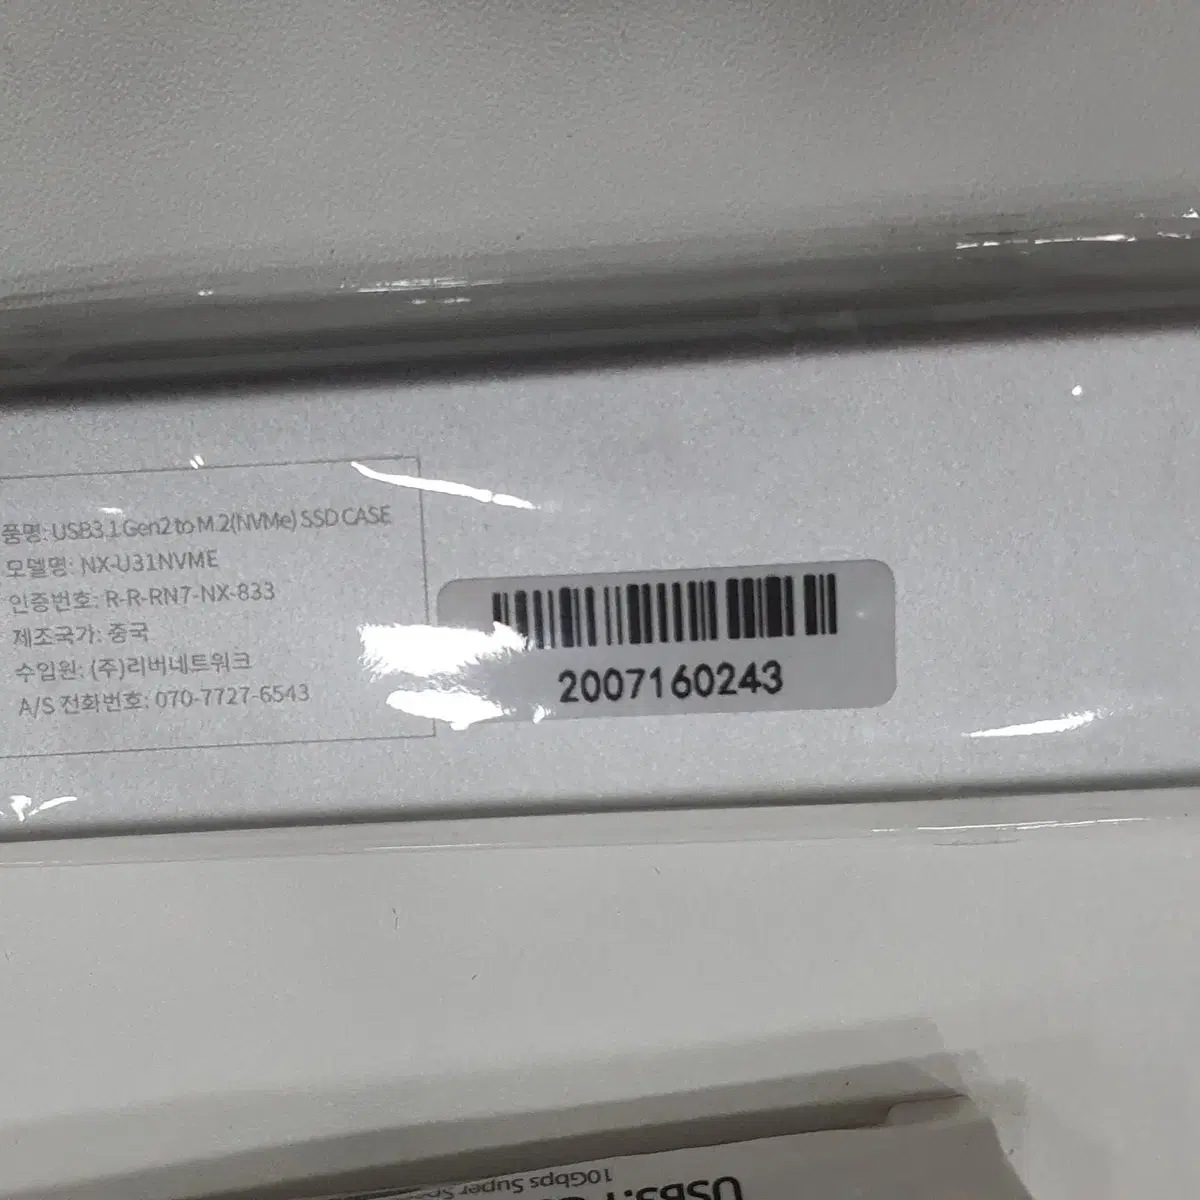 품명: USB3.1 Gen2 to M.2(NVMe) SSD CASE
모델명: NX-U31NVME
인증번호: R-R-RN7-NX-833
제조국가: 중국
수입원: (주)리버네트워크
A/S 전화번호: 070-7727-6543
2007160243
USB3.1
10Gbps Super